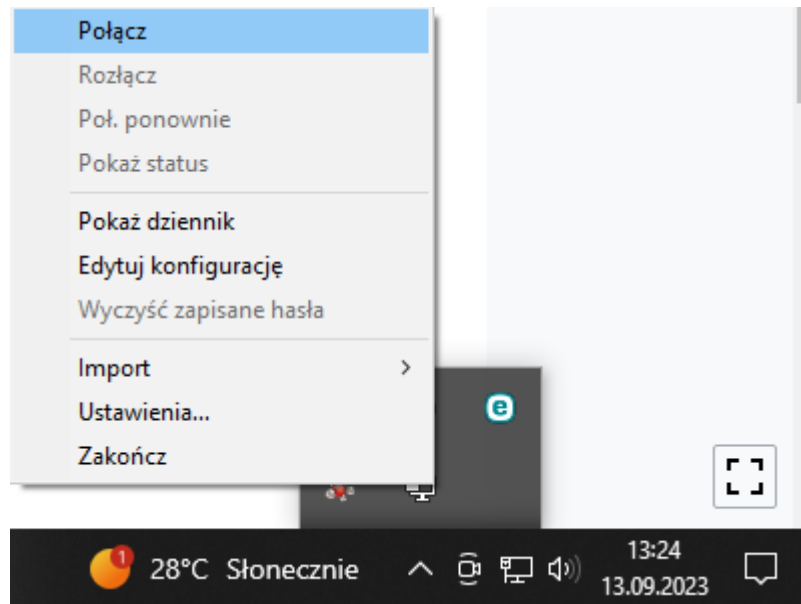 Połącz
Rozłącz
Poł. ponownie
Pokaż status
Pokaż dziennik
Edytuj konfigurację
Wyczyść zapisane hasła
Import
Ustawienia...
Zakończ
e
1
28°C Słonecznie
13:24
13.09.2023